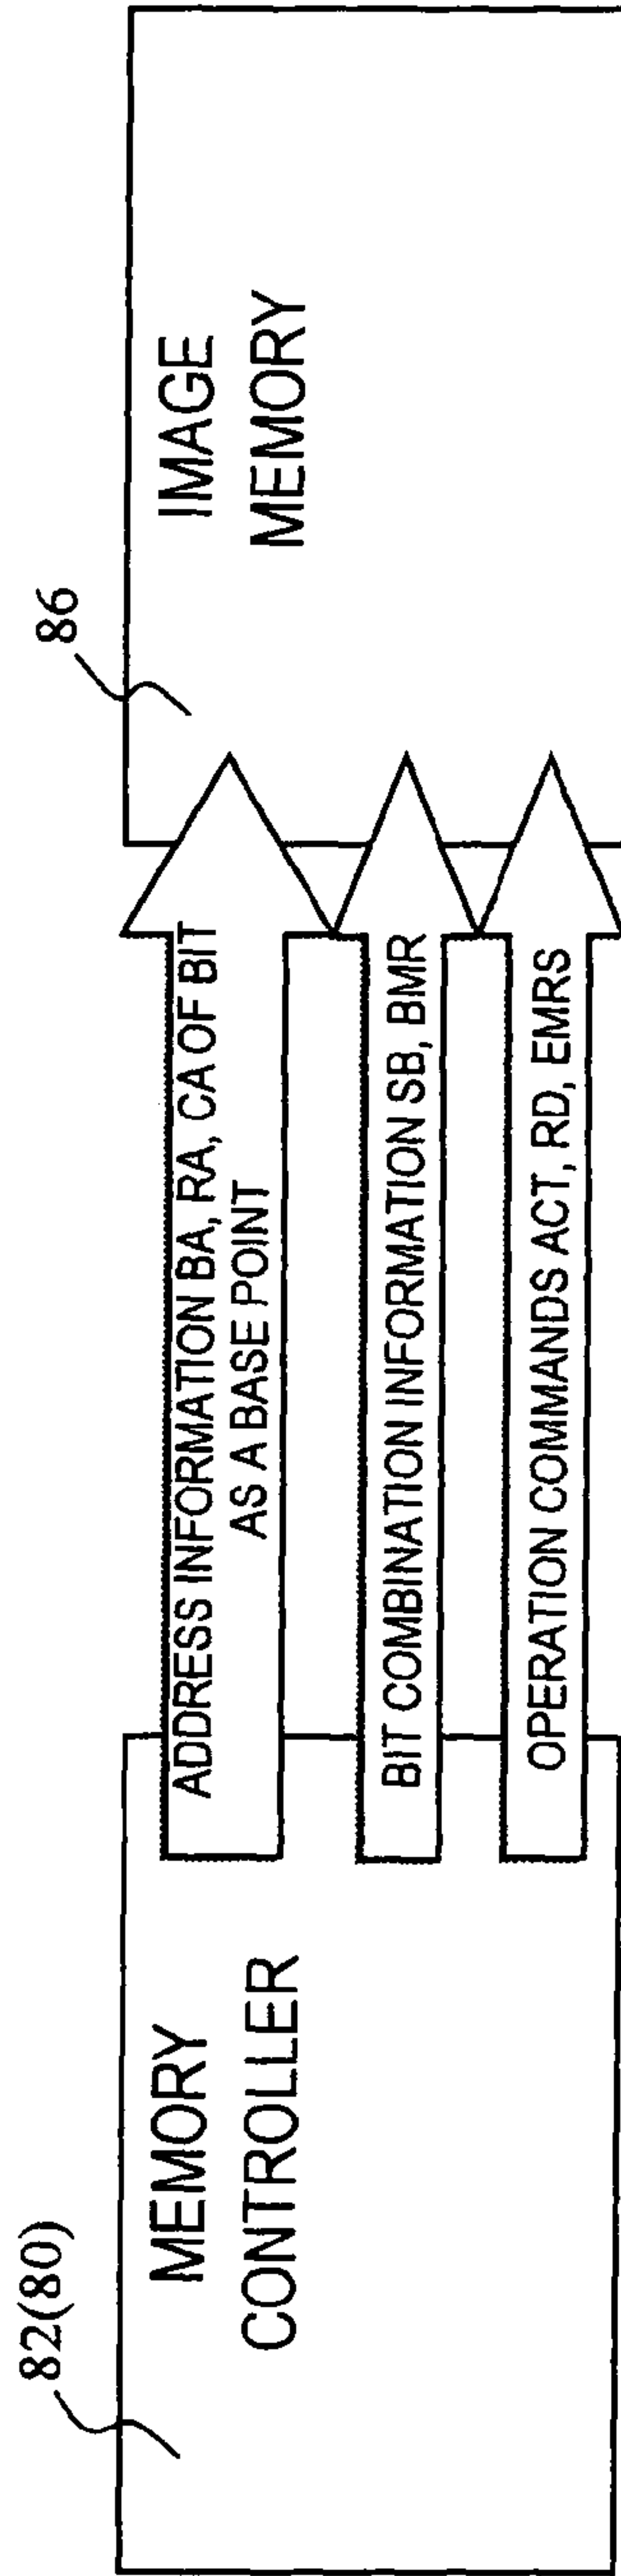 82(80)
MEMORY
CONTROLLER
ADDRESS INFORMATION BA, RA, CA OF BIT
AS A BASE POINT
BIT COMBINATION INFORMATION SB, BMR
OPERATION COMMANDS ACT, RD, EMRS
86
IMAGE
MEMORY